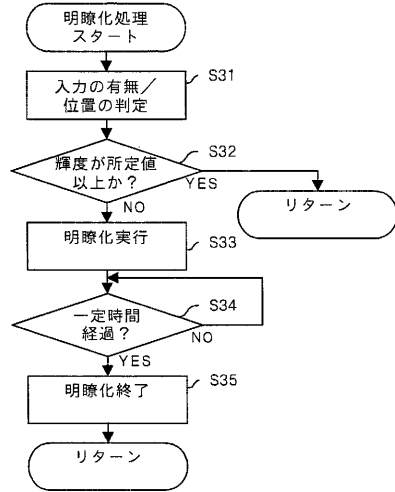 明瞭化処理
スタート
S31
入力の有無／
位置の判定
S32
輝度が所定値
以上か？
YES
NO
リターン
明瞭化実行
S33
S34
一定時間
経過？
NO
YES
S35
明瞭化終了
リターン